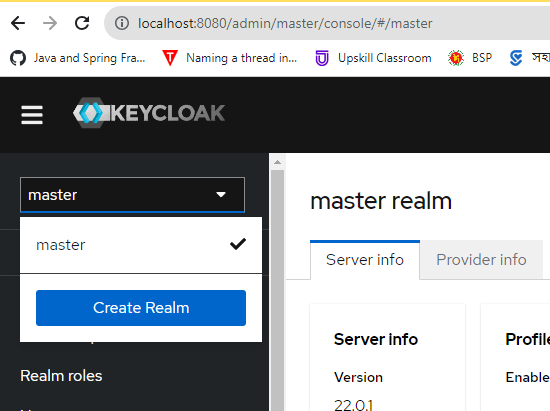 localhost:8080/admin/master/console/#/master
Java and Spring Fra... Naming a thread in... Upskill Classroom BSP সহ
KEYCLOAK
master
master
Create Realm
Realm roles
master realm
Server info Provider info
Server info
Version
22.0.1
Profile
Enable